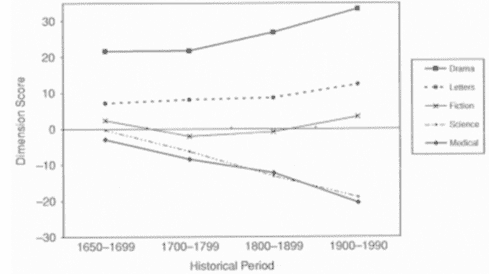 30
20
10
0
−10
−20
−30
Dimension Score
1650–1699 1700–1799 1800–1899 1900–1990
Historical Period
Drama
Letters
Fiction
Science
Medical